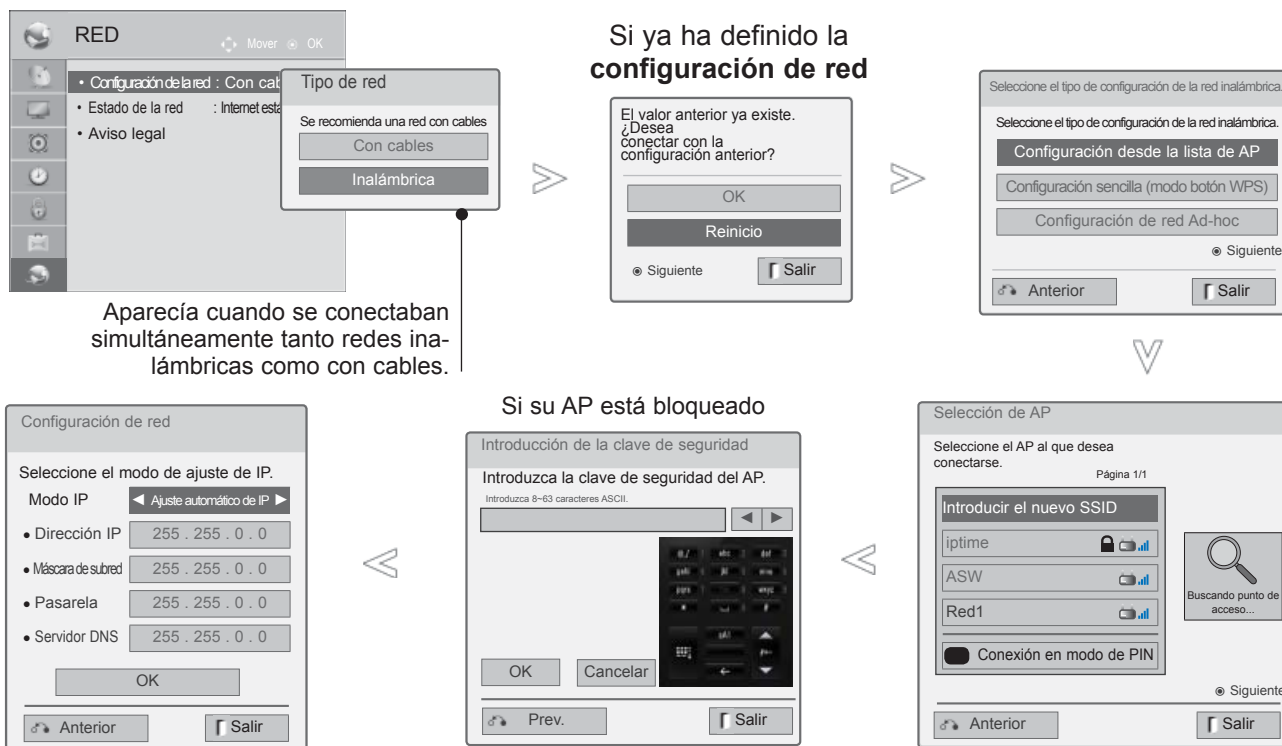 RED
Mover OK
• Configuración de la red : Con cab
• Estado de la red : Internet esta
• Aviso legal
Tipo de red
Se recomienda una red con cables
Con cables
Inalámbrica
Aparecía cuando se conectaban
simultáneamente tanto redes ina-
lámbricas como con cables.
Si ya ha definido la
configuración de red
El valor anterior ya existe.
¿Desea
conectar con la
configuración anterior?
OK
Reinicio
Siguiente
Salir
Seleccione el tipo de configuración de la red inalámbrica.
Seleccione el tipo de configuración de la red inalámbrica.
Configuración desde la lista de AP
Configuración sencilla (modo botón WPS)
Configuración de red Ad-hoc
Siguiente
Anterior
Salir
Selección de AP
Seleccione el AP al que desea
conectarse.
Página 1/1
Introducir el nuevo SSID
iptime
ASW
Red1
Conexión en modo de PIN
Buscando punto de
acceso...
Siguiente
Anterior
Salir
Si su AP está bloqueado
Introducción de la clave de seguridad
Introduzca la clave de seguridad del AP.
Introduzca 8~63 caracteres ASCII.
◀ ▶
OK
Cancelar
Prev.
Salir
Configuración de red
Seleccione el modo de ajuste de IP.
Modo IP ◀ Ajuste automático de IP ▶
• Dirección IP 255 . 255 . 0 . 0
• Máscara de subred 255 . 255 . 0 . 0
• Pasarela 255 . 255 . 0 . 0
• Servidor DNS 255 . 255 . 0 . 0
OK
Anterior
Salir